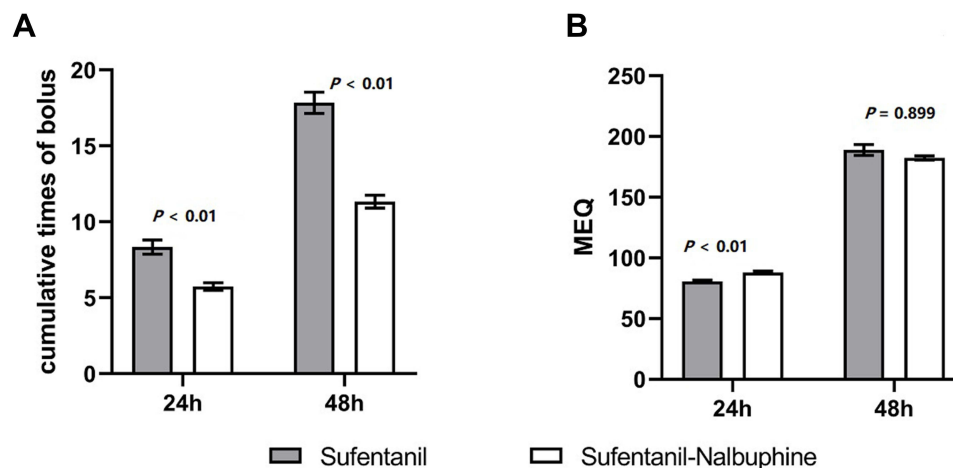 A
cumulative times of bolus
20
15
10
5
0
P < 0.01
P < 0.01
24h
48h
B
MEQ
250
200
150
100
50
0
P < 0.01
P = 0.899
24h
48h
Sufentanil
Sufentanil-Nalbuphine